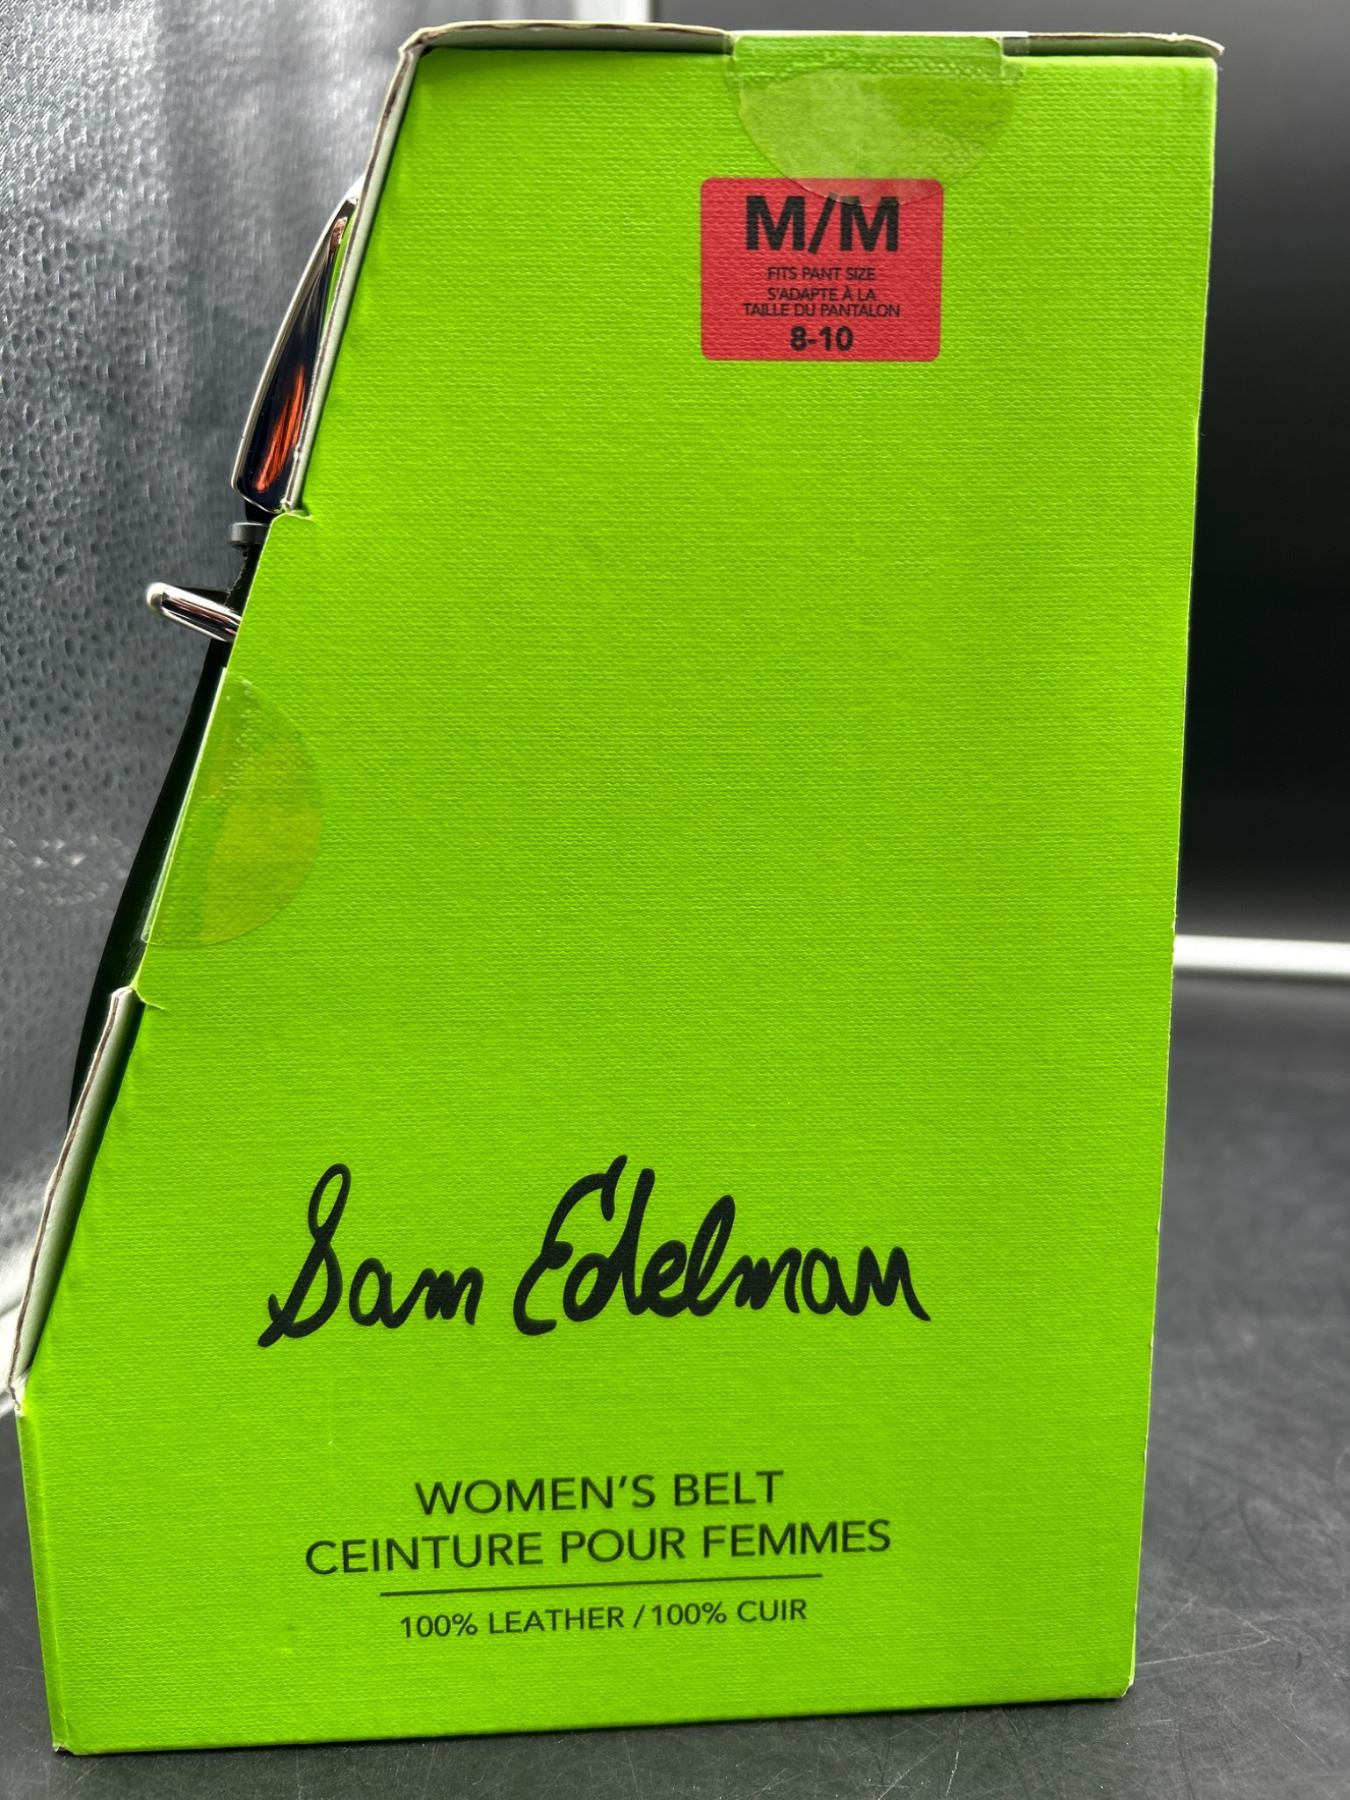 M/M
FITS PANT SIZE
S'ADAPTE À LA
TAILLE DU PANTALON
8-10
Sam Edelman
WOMEN'S BELT
CEINTURE POUR FEMMES
100% LEATHER / 100% CUIR